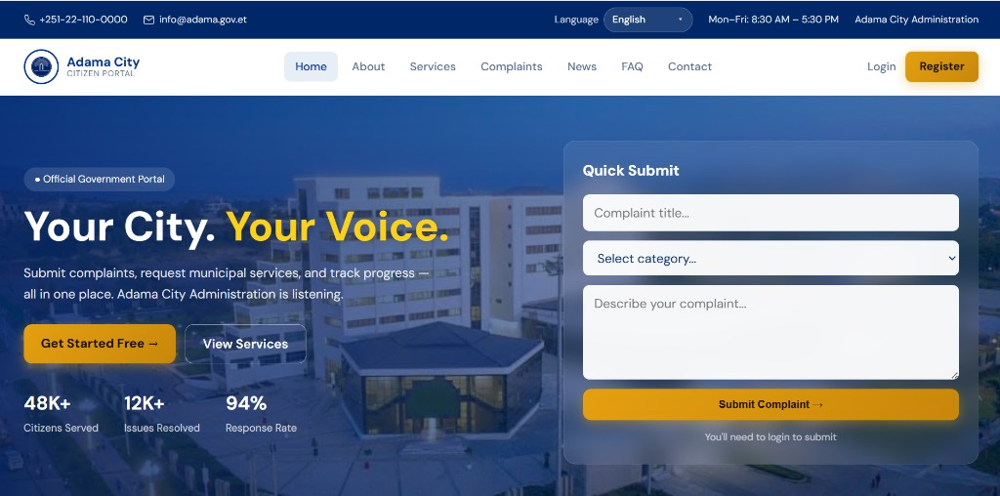 +251-22-110-0000
info@adama.gov.et
Language
English
Mon–Fri: 8:30 AM – 5:30 PM
Adama City Administration
Adama City
CITIZEN PORTAL
Home
About
Services
Complaints
News
FAQ
Contact
Login
Register
Official Government Portal
Your City. Your Voice.
Submit complaints, request municipal services, and track progress —
all in one place. Adama City Administration is listening.
Get Started Free →
View Services
48K+
Citizens Served
12K+
Issues Resolved
94%
Response Rate
Quick Submit
Complaint title...
Select category...
Describe your complaint...
Submit Complaint →
You'll need to login to submit